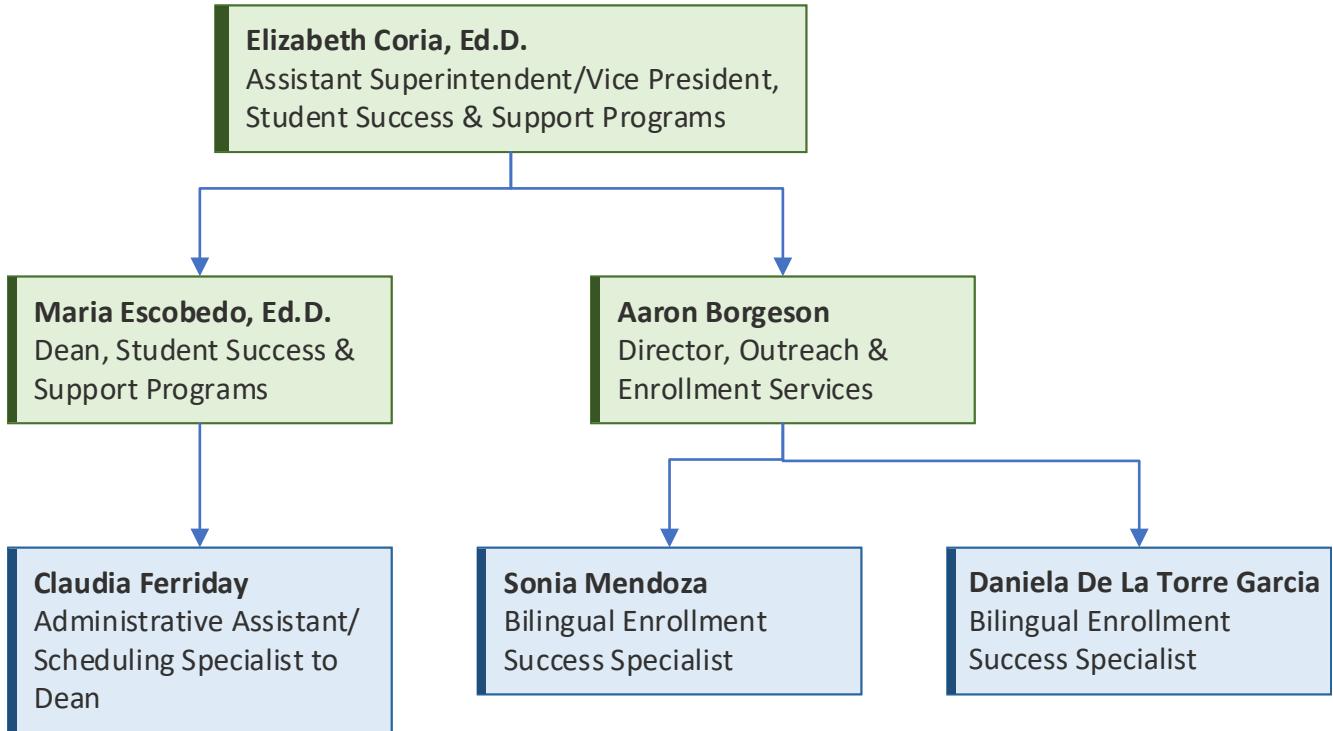 Elizabeth Coria, Ed.D.
Assistant Superintendent/Vice President,
Student Success & Support Programs
Maria Escobedo, Ed.D.
Dean, Student Success &
Support Programs
Aaron Borgeson
Director, Outreach &
Enrollment Services
Claudia Ferriday
Administrative Assistant/
Scheduling Specialist to
Dean
Sonia Mendoza
Bilingual Enrollment
Success Specialist
Daniela De La Torre Garcia
Bilingual Enrollment
Success Specialist